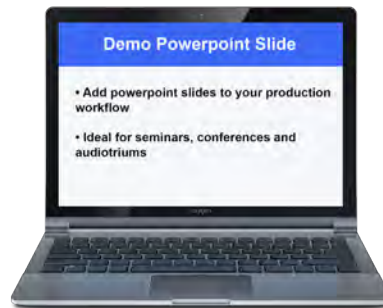 Demo Powerpoint Slide
• Add powerpoint slides to your production
workflow
• Ideal for seminars, conferences and
audiotriums